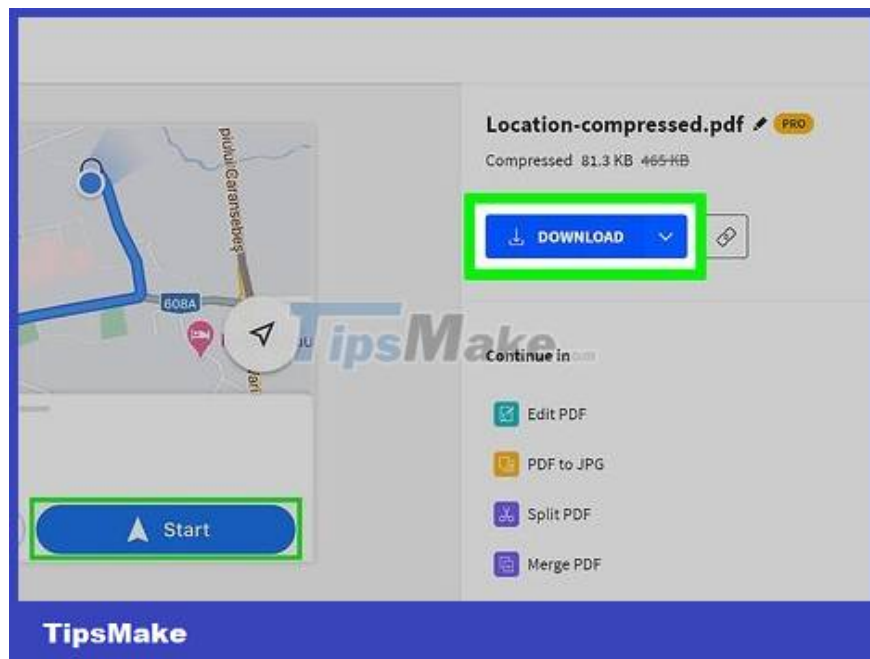 Location-compressed.pdf PRO
Compressed 81.3 KB 465 KB
DOWNLOAD
piului Caransebeș
608A
TipsMake.com
Continue in
Edit PDF
PDF to JPG
Split PDF
Merge PDF
Start
TipsMake